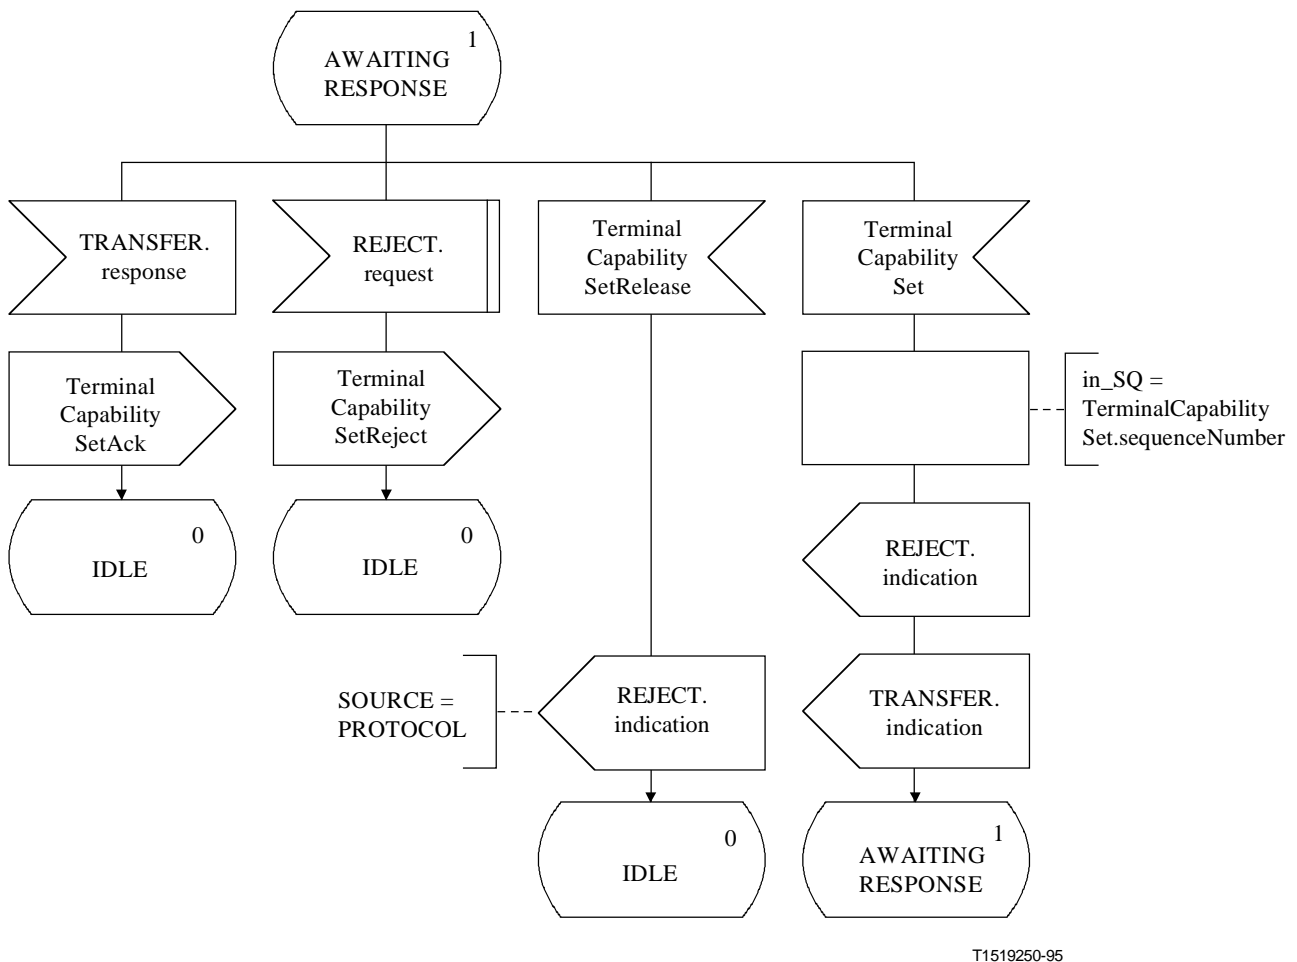 1
AWAITING
RESPONSE
TRANSFER.
response
REJECT.
request
Terminal
Capability
SetRelease
Terminal
Capability
Set
Terminal
Capability
SetAck
Terminal
Capability
SetReject
in_SQ =
TerminalCapability
Set.sequenceNumber
0
IDLE
0
IDLE
REJECT.
indication
SOURCE =
PROTOCOL
REJECT.
indication
TRANSFER.
indication
0
IDLE
1
AWAITING
RESPONSE
T1519250-95